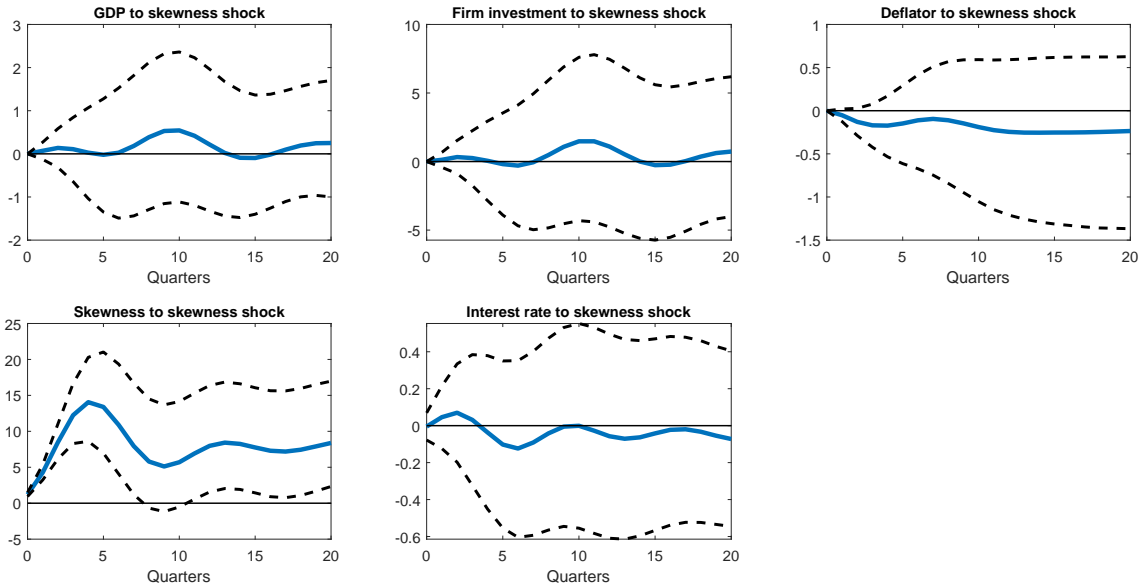 GDP to skewness shock
3
2
1
0
-1
-2
0 5 10 15 20
Quarters
Firm investment to skewness shock
10
5
0
-5
0 5 10 15 20
Quarters
Deflator to skewness shock
1
0.5
0
-0.5
-1
-1.5
0 5 10 15 20
Quarters
Skewness to skewness shock
25
20
15
10
5
0
-5
0 5 10 15 20
Quarters
Interest rate to skewness shock
0.4
0.2
0
-0.2
-0.4
-0.6
0 5 10 15 20
Quarters